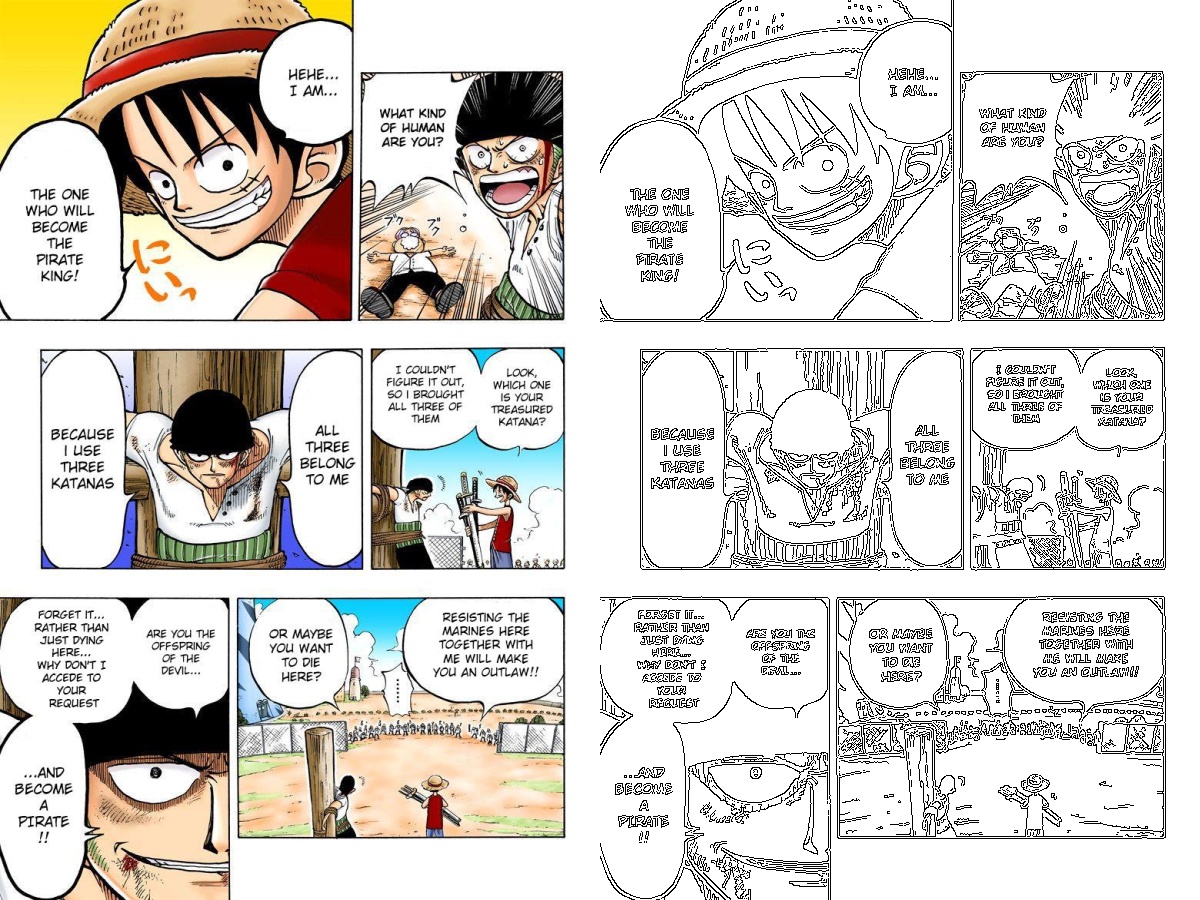 WHAT KIND
OF HUMAN
ARE YOU?
HEHE...
I AM...
THE ONE
WHO WILL
BECOME
THE
PIRATE
KING!
にいっ
LOOK,
WHICH ONE
IS YOUR
TREASURED
KATANA?
I COULDN'T
FIGURE IT OUT,
SO I BROUGHT
ALL THREE OF
THEM
ALL
THREE
BELONG
TO ME
BECAUSE
I USE
THREE
KATANAS
RESISTING THE
MARINES HERE
TOGETHER WITH
ME WILL MAKE
YOU AN OUTLAW!!
......
OR MAYBE
YOU WANT
TO DIE
HERE?
ARE YOU THE
OFFSPRING
OF THE
DEVIL...
FORGET IT...
RATHER THAN
JUST DYING
HERE...
WHY DON'T I
ACCEDE TO
YOUR
REQUEST
...AND
BECOME
A
PIRATE
!!
WHAT KIND
OF HUMAN
ARE YOU?
HEHE...
I AM...
THE ONE
WHO WILL
BECOME
THE
PIRATE
KING!
にいっ
LOOK,
WHICH ONE
IS YOUR
TREASURED
KATANA?
I COULDN'T
FIGURE IT OUT,
SO I BROUGHT
ALL THREE OF
THEM
ALL
THREE
BELONG
TO ME
BECAUSE
I USE
THREE
KATANAS
RESISTING THE
MARINES HERE
TOGETHER WITH
ME WILL MAKE
YOU AN OUTLAW!!
......
OR MAYBE
YOU WANT
TO DIE
HERE?
ARE YOU THE
OFFSPRING
OF THE
DEVIL...
FORGET IT...
RATHER THAN
JUST DYING
HERE...
WHY DON'T I
ACCEDE TO
YOUR
REQUEST
...AND
BECOME
A
PIRATE
!!